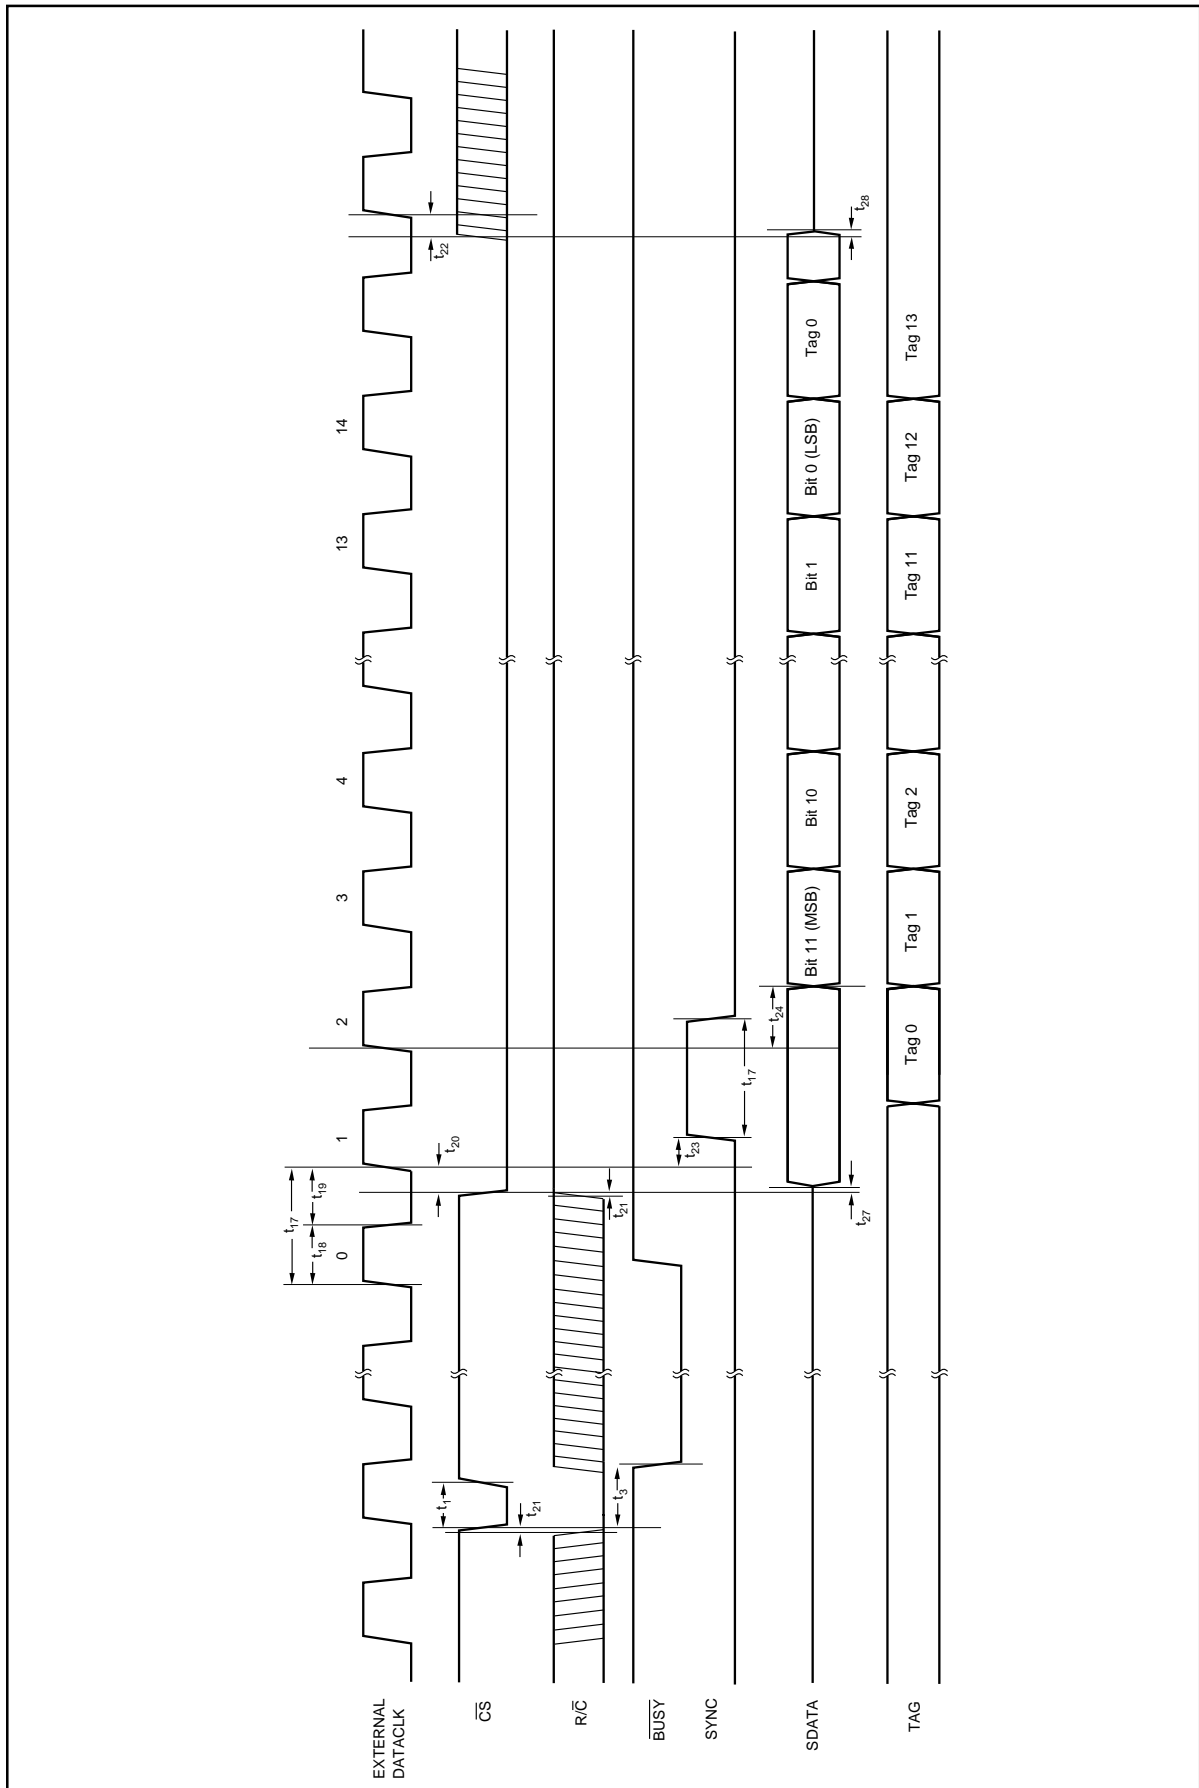 EXTERNAL
DATACLK
0
1
2
3
4
13
14
t17
t18
t19
t20
t22
CS
t1
t21
R/C
t21
t3
BUSY
SYNC
t23
t17
SDATA
t27
t24
Bit 11 (MSB)
Bit 10
Bit 1
Bit 0 (LSB)
Tag 0
t28
TAG
Tag 0
Tag 1
Tag 2
Tag 11
Tag 12
Tag 13